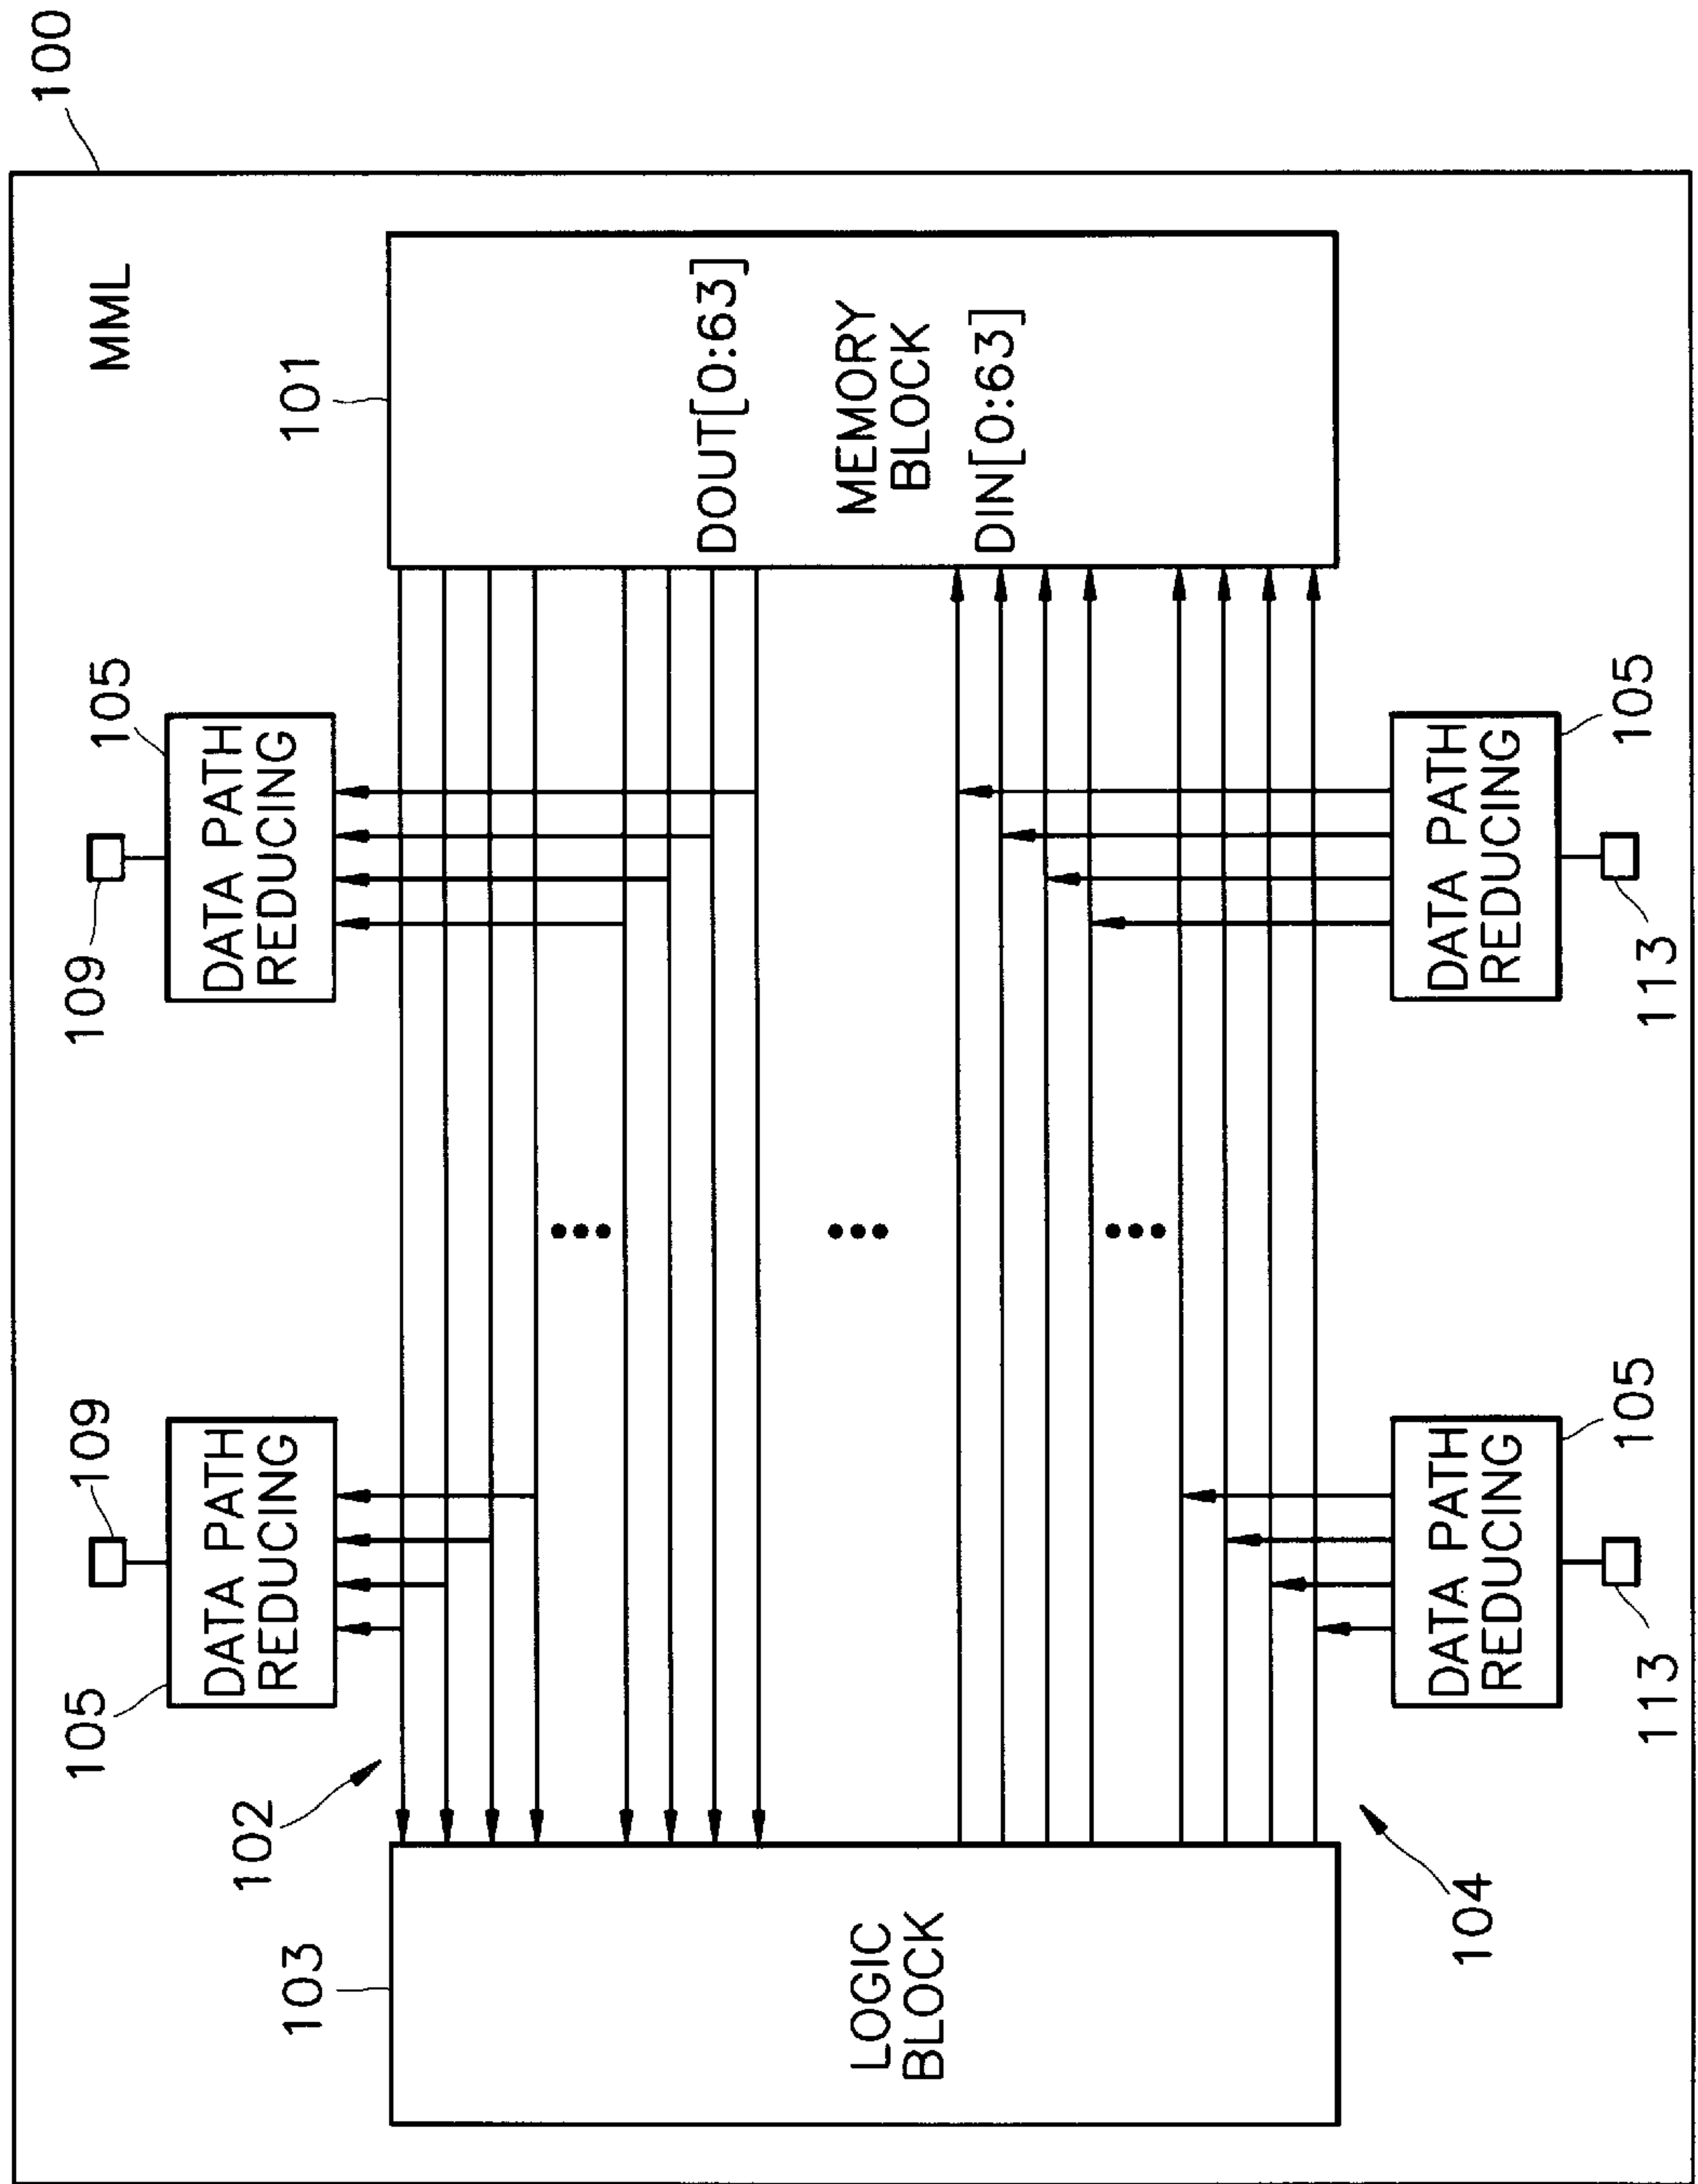 100
MML
109
105
DATA PATH
REDUCING
109
105
DATA PATH
REDUCING
102
101
103
LOGIC
BLOCK
DOUT[0:63]
MEMORY
BLOCK
DIN[0:63]
104
DATA PATH
REDUCING
105
113
DATA PATH
REDUCING
105
113